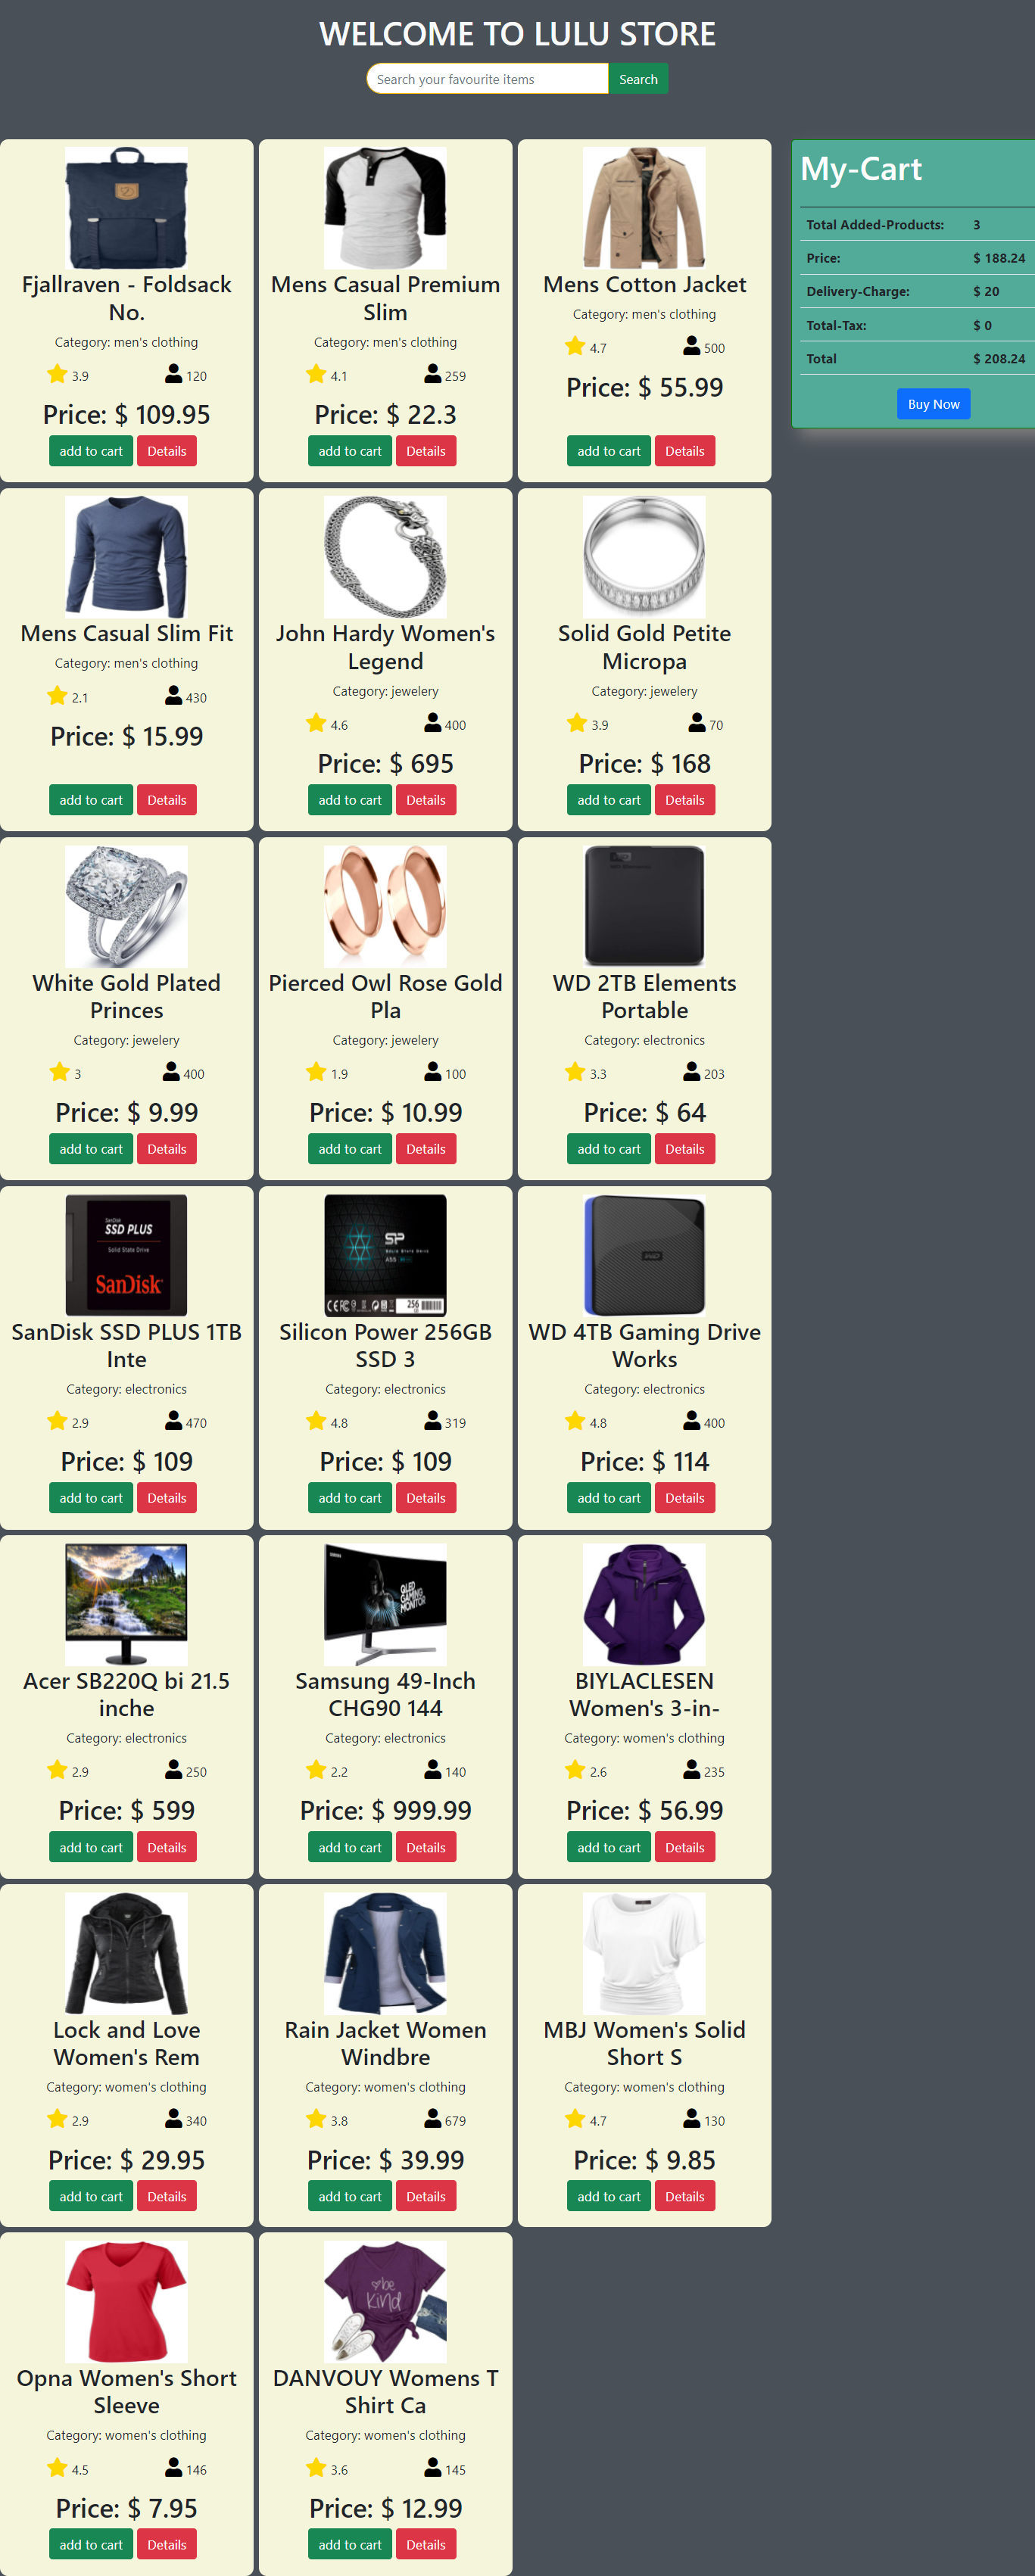 WELCOME TO LULU STORE
Search your favourite items
Search
Fjallraven - Foldsack
No.
Category: men's clothing
3.9 120
Price: $ 109.95
add to cart Details
Mens Casual Premium
Slim
Category: men's clothing
4.1 259
Price: $ 22.3
add to cart Details
Mens Cotton Jacket
Category: men's clothing
4.7 500
Price: $ 55.99
add to cart Details
My-Cart
Total Added-Products: 3
Price: $ 188.24
Delivery-Charge: $ 20
Total-Tax: $ 0
Total $ 208.24
Buy Now
Mens Casual Slim Fit
Category: men's clothing
2.1 430
Price: $ 15.99
add to cart Details
John Hardy Women's
Legend
Category: jewelery
4.6 400
Price: $ 695
add to cart Details
Solid Gold Petite
Micropa
Category: jewelery
3.9 70
Price: $ 168
add to cart Details
White Gold Plated
Princes
Category: jewelery
3 400
Price: $ 9.99
add to cart Details
Pierced Owl Rose Gold
Pla
Category: jewelery
1.9 100
Price: $ 10.99
add to cart Details
WD 2TB Elements
Portable
Category: electronics
3.3 203
Price: $ 64
add to cart Details
SanDisk
SSD PLUS
Solid State Drive
SanDisk
SanDisk SSD PLUS 1TB
Inte
Category: electronics
2.9 470
Price: $ 109
add to cart Details
SP
SOLID STATE DRIVE
A55
256
Silicon Power 256GB
SSD 3
Category: electronics
4.8 319
Price: $ 109
add to cart Details
WD
WD 4TB Gaming Drive
Works
Category: electronics
4.8 400
Price: $ 114
add to cart Details
Acer SB220Q bi 21.5
inche
Category: electronics
2.9 250
Price: $ 599
add to cart Details
QLED
GAMING
MONITOR
Samsung 49-Inch
CHG90 144
Category: electronics
2.2 140
Price: $ 999.99
add to cart Details
BIYLACLESEN
Women's 3-in-
Category: women's clothing
2.6 235
Price: $ 56.99
add to cart Details
Lock and Love
Women's Rem
Category: women's clothing
2.9 340
Price: $ 29.95
add to cart Details
Rain Jacket Women
Windbre
Category: women's clothing
3.8 679
Price: $ 39.99
add to cart Details
MBJ Women's Solid
Short S
Category: women's clothing
4.7 130
Price: $ 9.85
add to cart Details
Opna Women's Short
Sleeve
Category: women's clothing
4.5 146
Price: $ 7.95
add to cart Details
be
kind
DANVOUY Womens T
Shirt Ca
Category: women's clothing
3.6 145
Price: $ 12.99
add to cart Details